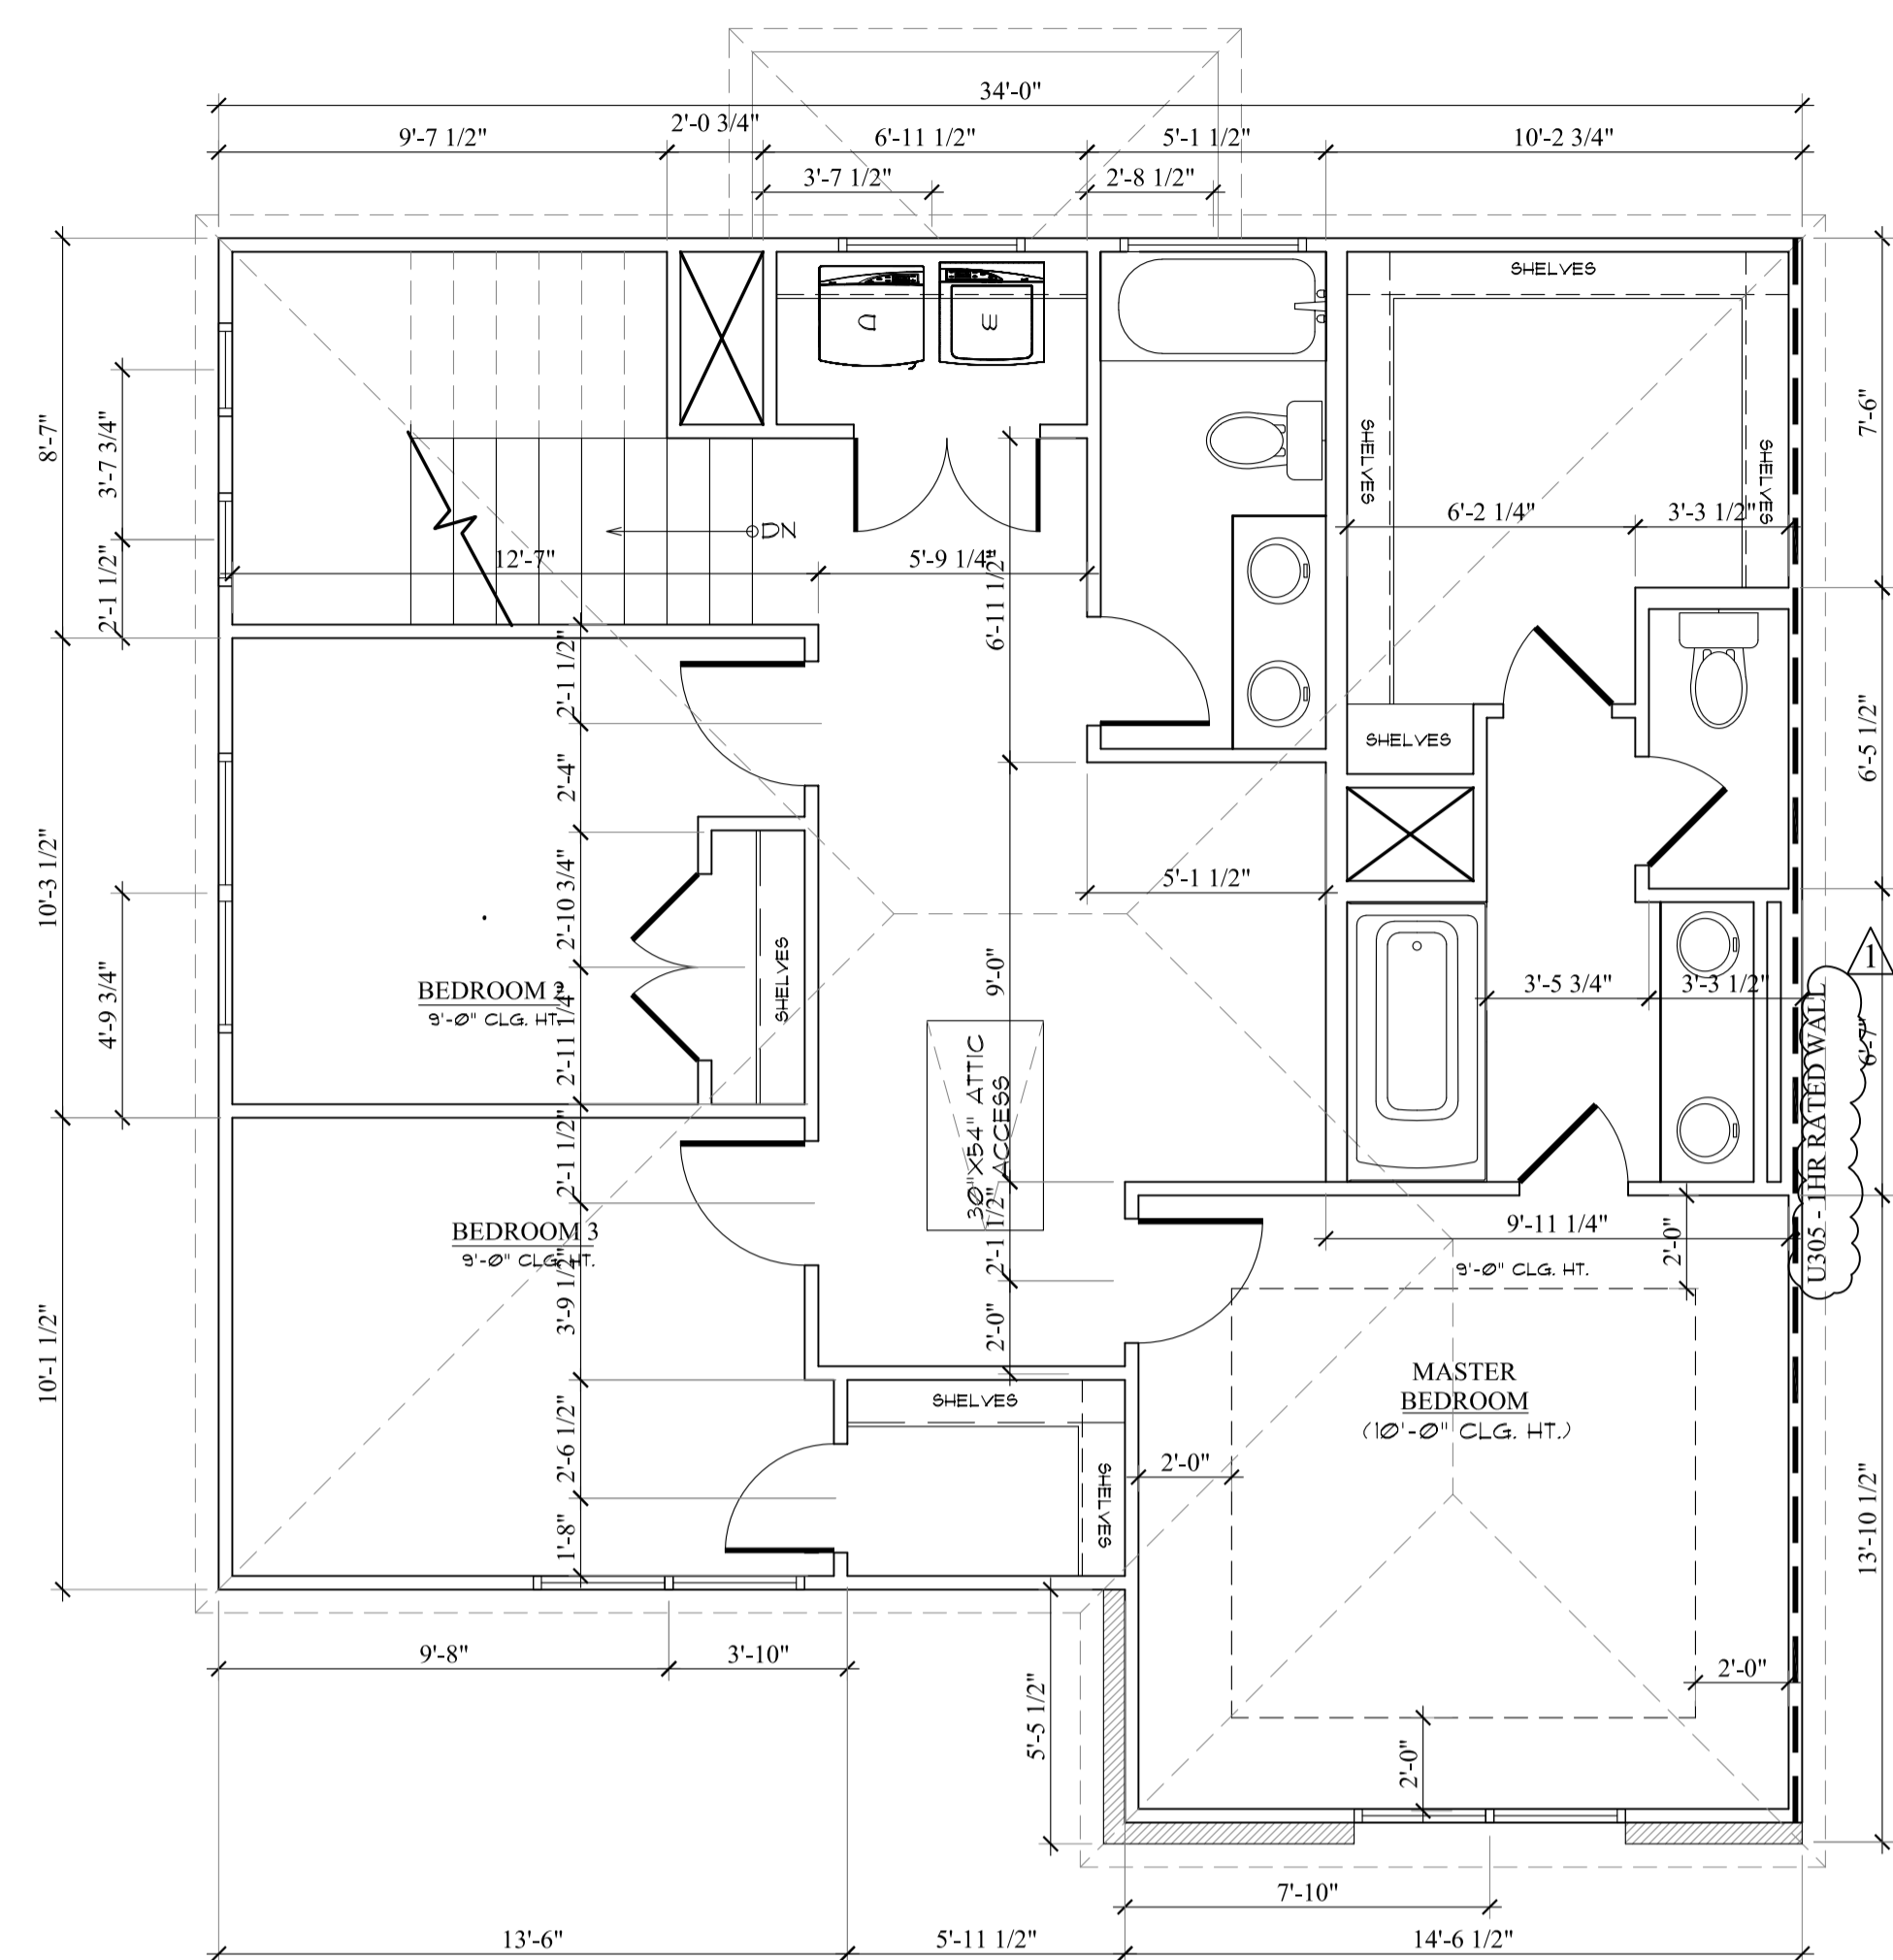 34'-0"
9'-7 1/2"
2'-0 3/4"
6'-11 1/2"
5'-1 1/2"
10'-2 3/4"
3'-7 1/2"
2'-8 1/2"
SHELVES
D
W
8'-7"
3'-7 3/4"
2'-1 1/2"
SHELVES
SHELVES
7'-6"
6'-2 1/4"
3'-3 1/2"
DN
12'-7"
5'-9 1/4"
6'-11 1/2"
2'-1 1/2"
2'-4"
SHELVES
6'-5 1/2"
10'-3 1/2"
4'-9 3/4"
2'-10 3/4"
5'-1 1/2"
SHELVES
9'-0"
BEDROOM 2
9'-0" CLG. HT.
2'-11 1/4"
3'-5 3/4"
3'-3 1/2"
1
U305 - 1HR RATED WALL
6'-7"
30"X54" ATTIC
ACCESS
2'-1 1/2"
2'-1 1/2"
BEDROOM 3
9'-0" CLG. HT.
3'-9 1/2"
9'-11 1/4"
2'-0"
9'-0" CLG. HT.
10'-1 1/2"
2'-0"
MASTER
BEDROOM
(10'-0" CLG. HT.)
SHELVES
SHELVES
2'-6 1/2"
2'-0"
1'-8"
13'-10 1/2"
9'-8"
3'-10"
5'-5 1/2"
2'-0"
2'-0"
7'-10"
13'-6"
5'-11 1/2"
14'-6 1/2"